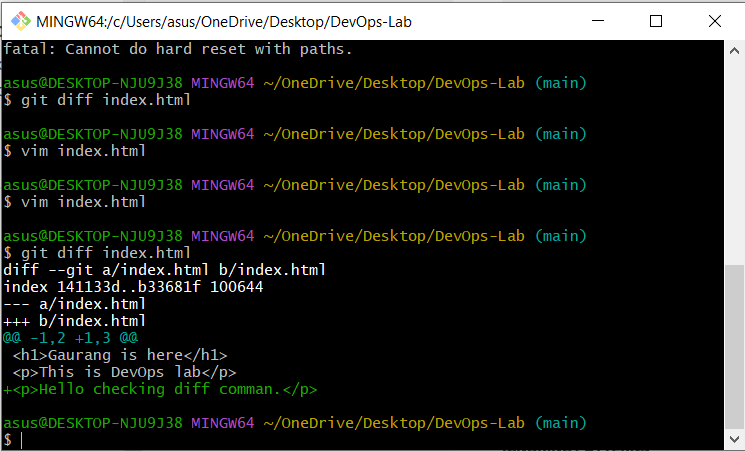 MINGW64:/c/Users/asus/OneDrive/Desktop/DevOps-Lab
fatal: Cannot do hard reset with paths.
asus@DESKTOP-NJU9J38 MINGW64 ~/OneDrive/Desktop/DevOps-Lab (main)
$ git diff index.html
asus@DESKTOP-NJU9J38 MINGW64 ~/OneDrive/Desktop/DevOps-Lab (main)
$ vim index.html
asus@DESKTOP-NJU9J38 MINGW64 ~/OneDrive/Desktop/DevOps-Lab (main)
$ vim index.html
asus@DESKTOP-NJU9J38 MINGW64 ~/OneDrive/Desktop/DevOps-Lab (main)
$ git diff index.html
diff --git a/index.html b/index.html
index 141133d..b33681f 100644
--- a/index.html
+++ b/index.html
@@ -1,2 +1,3 @@
 <h1>Gaurang is here</h1>
 <p>This is DevOps lab</p>
+<p>Hello checking diff comman.</p>
asus@DESKTOP-NJU9J38 MINGW64 ~/OneDrive/Desktop/DevOps-Lab (main)
$